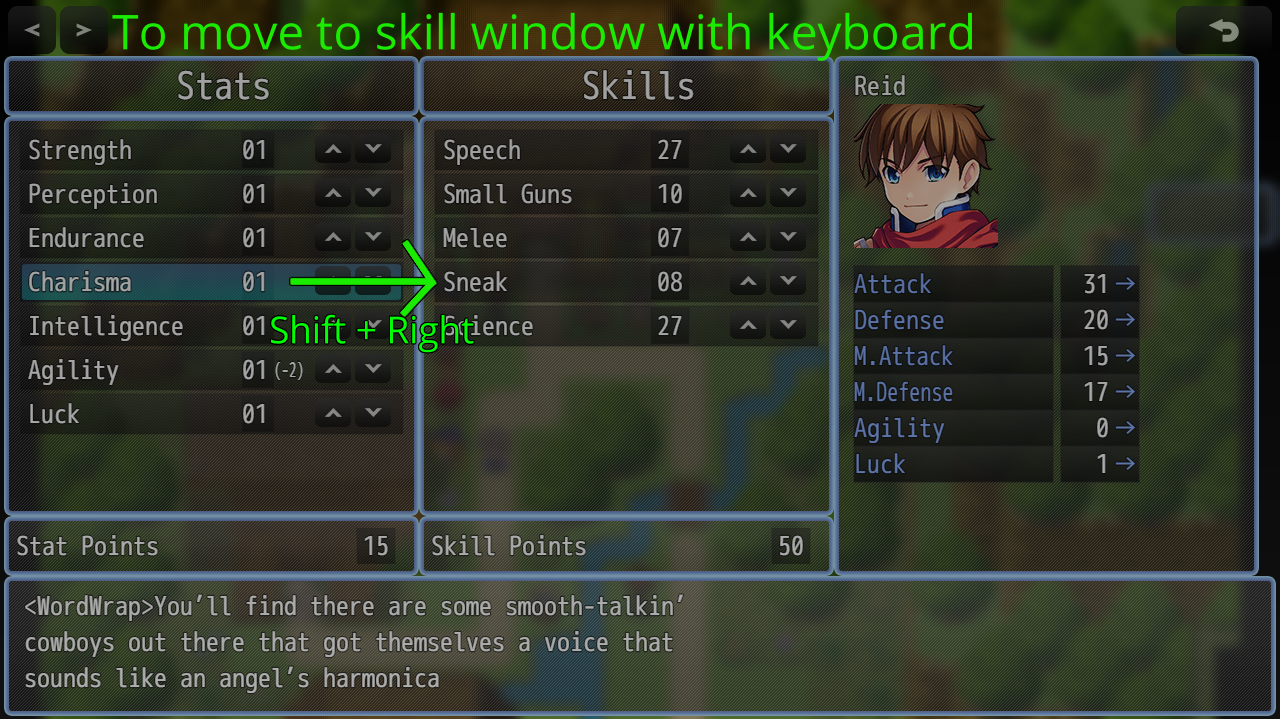 < > To move to skill window with keyboard
Stats
Skills
Reid
Strength 01
Perception 01
Endurance 01
Charisma 01
Intelligence 01
Agility 01 (-2)
Luck 01
Shift + Right
Speech 27
Small Guns 10
Melee 07
Sneak 08
Science 27
Attack 31 →
Defense 20 →
M.Attack 15 →
M.Defense 17 →
Agility 0 →
Luck 1 →
Stat Points 15
Skill Points 50
<WordWrap>You'll find there are some smooth-talkin'
cowboys out there that got themselves a voice that
sounds like an angel's harmonica